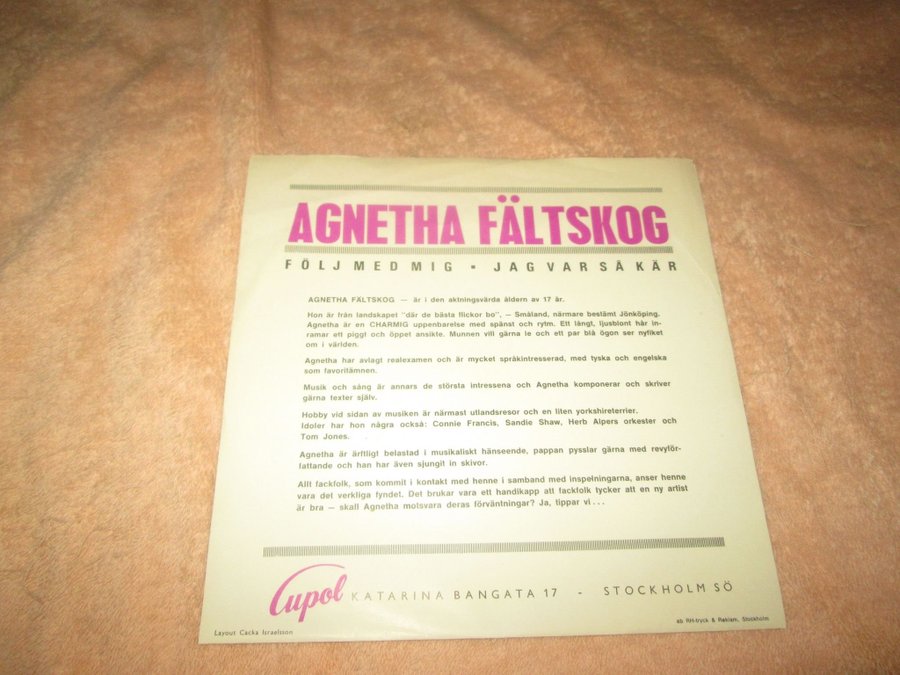 AGNETHA FÄLTSKOG
FÖLJ MED MIG ▪ JAG VAR SÅ KÄR
AGNETHA FÄLTSKOG — är i den aktningsvärda åldern av 17 år.
Hon är från landskapet "där de bästa flickor bo", — Småland, närmare bestämt Jönköping.
Agnetha är en CHARMIG uppenbarelse med spänst och rytm. Ett långt, ljusblont hår in-
ramar ett piggt och öppet ansikte. Munnen vill gärna le och ett par blå ögon ser nyfiket
om i världen.
Agnetha har avlagt realexamen och är mycket språkintresserad, med tyska och engelska
som favoritämnen.
Musik och sång är annars de största intressena och Agnetha komponerar och skriver
gärna texter själv.
Hobby vid sidan av musiken är närmast utlandsresor och en liten yorkshireterrier.
Idoler har hon några också: Connie Francis, Sandie Shaw, Herb Alpers orkester och
Tom Jones.
Agnetha är ärftligt belastad i musikaliskt hänseende, pappan pysslar gärna med revyför-
fattande och han har även sjungit in skivor.
Allt fackfolk, som kommit i kontakt med henne i samband med inspelningarna, anser henne
vara det verkliga fyndet. Det brukar vara ett handikapp att fackfolk tycker att en ny artist
är bra — skall Agnetha motsvara deras förväntningar? Ja, tippar vi . . .
Cupol KATARINA BANGATA 17 - STOCKHOLM SÖ
Layout Cacka Israelsson
ab RH-tryck & Reklam, Stockholm